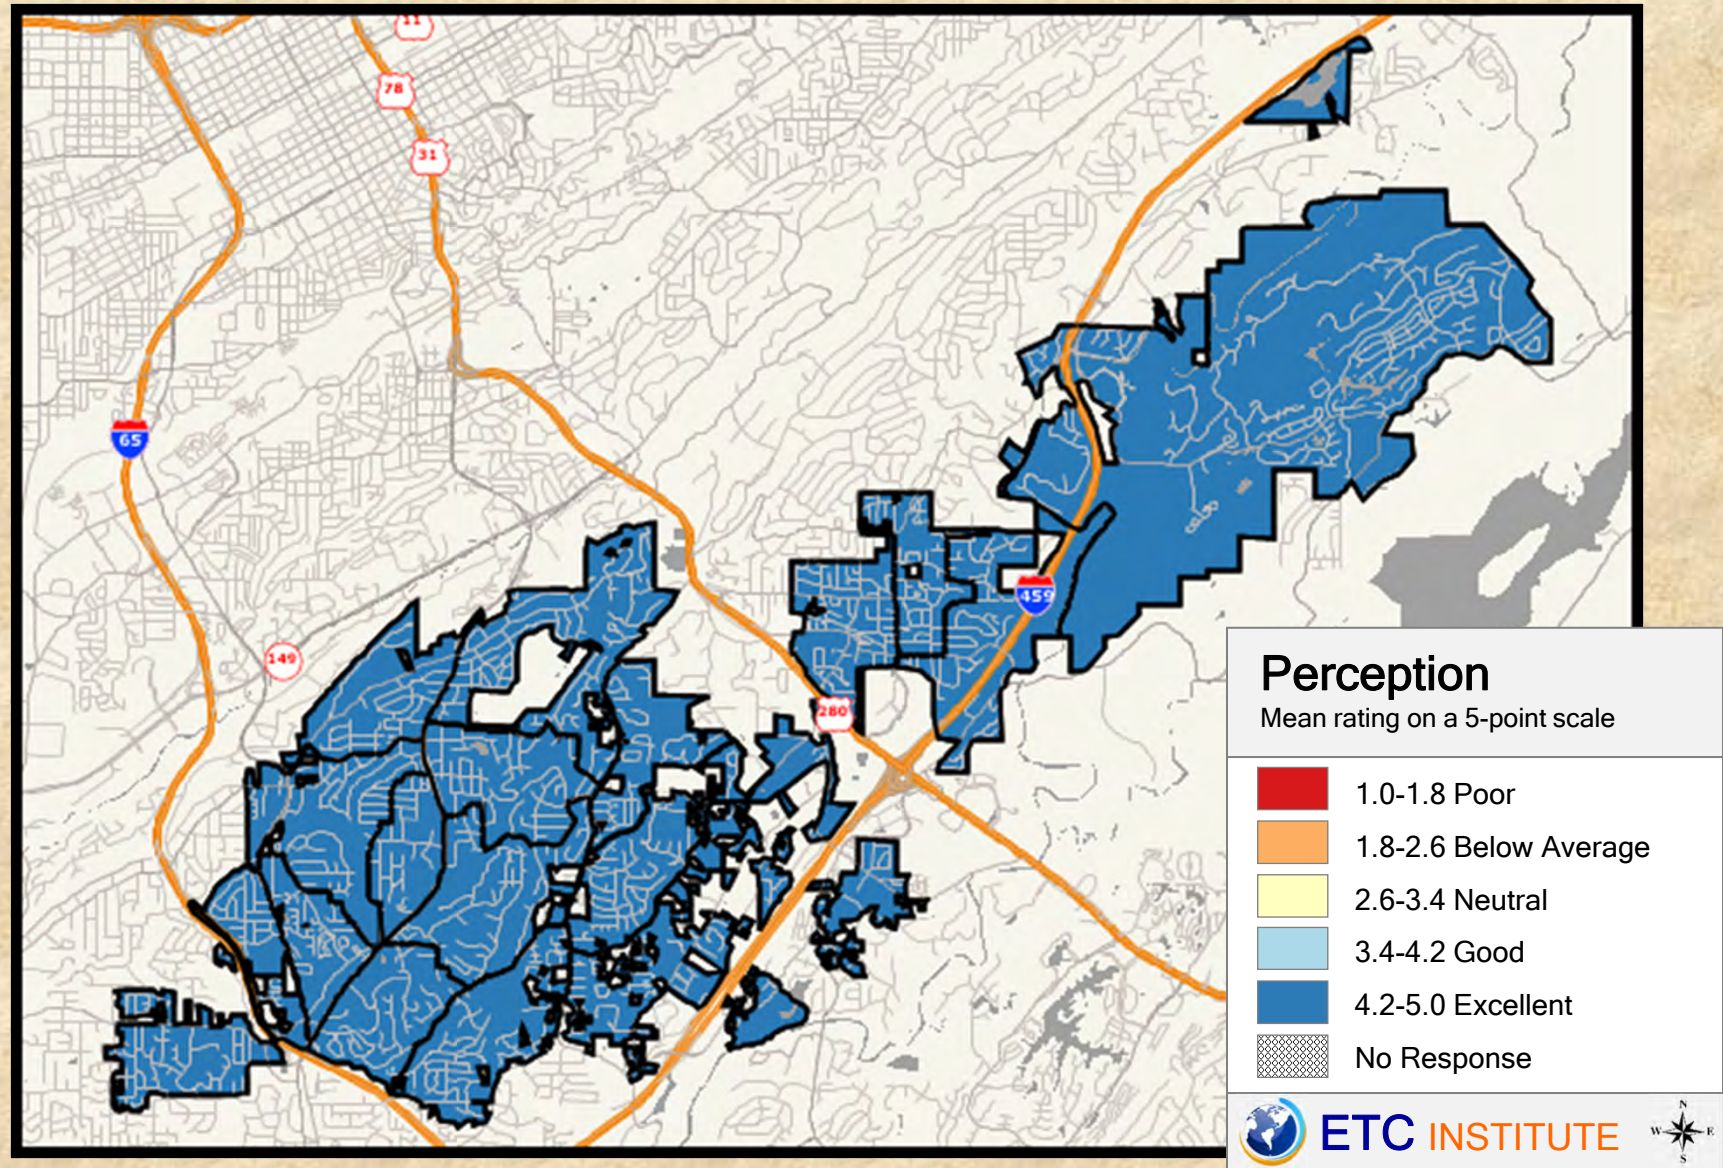 11
78
31
65
149
459
280
Perception
Mean rating on a 5-point scale
1.0-1.8 Poor
1.8-2.6 Below Average
2.6-3.4 Neutral
3.4-4.2 Good
4.2-5.0 Excellent
No Response
ETC INSTITUTE
N
W E
S